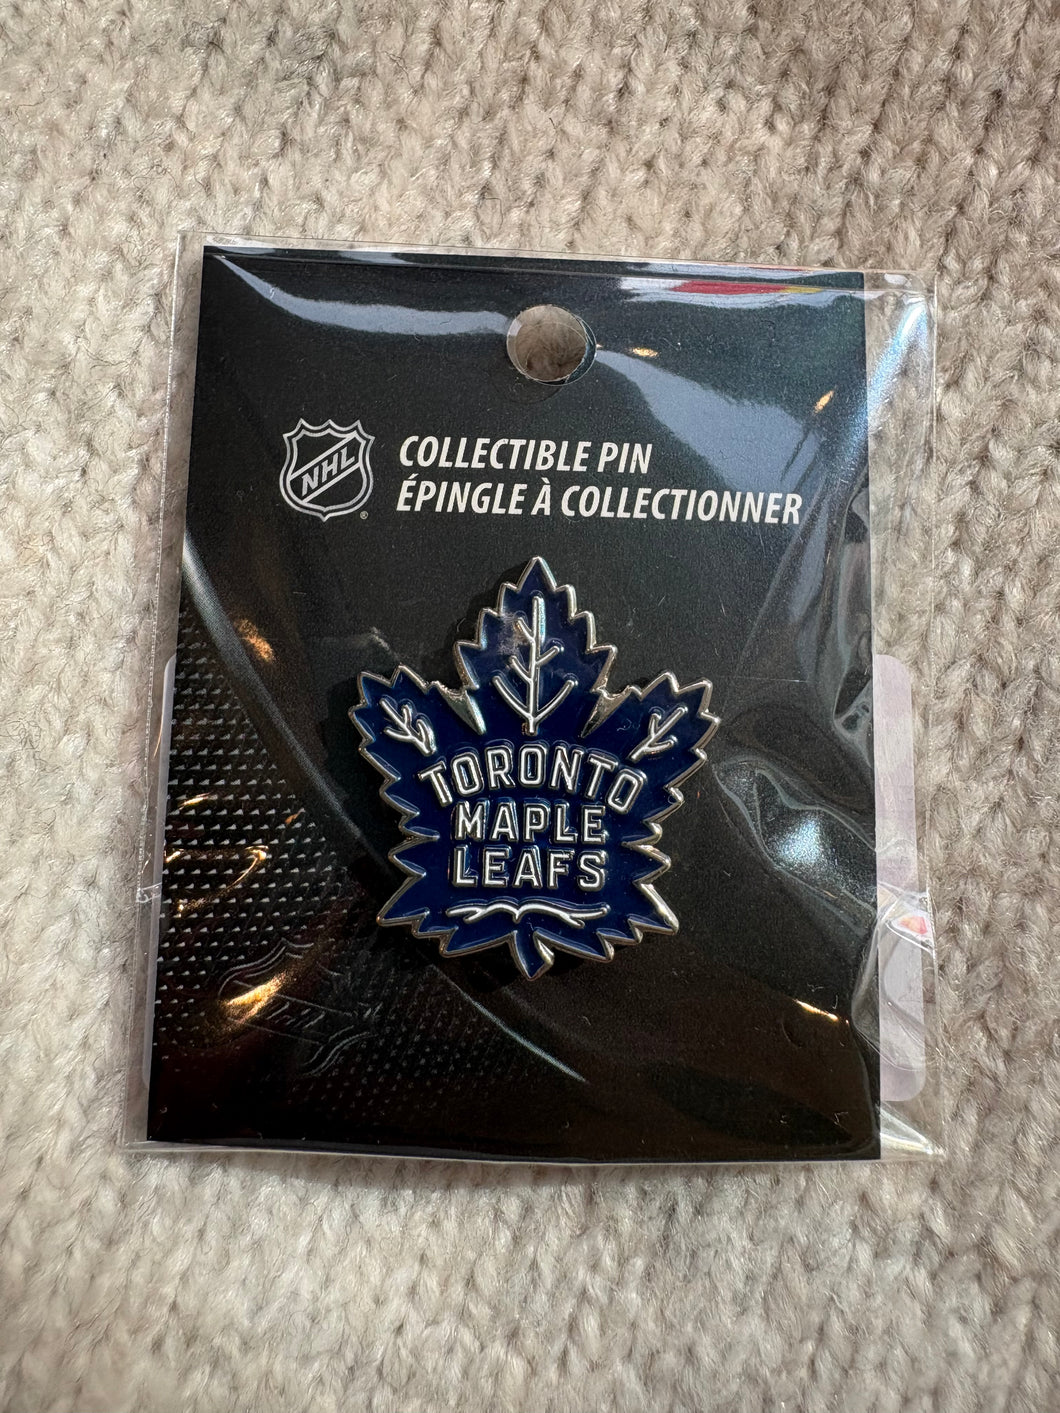 NHL
COLLECTIBLE PIN
ÉPINGLE À COLLECTIONNER
TORONTO
MAPLE
LEAFS